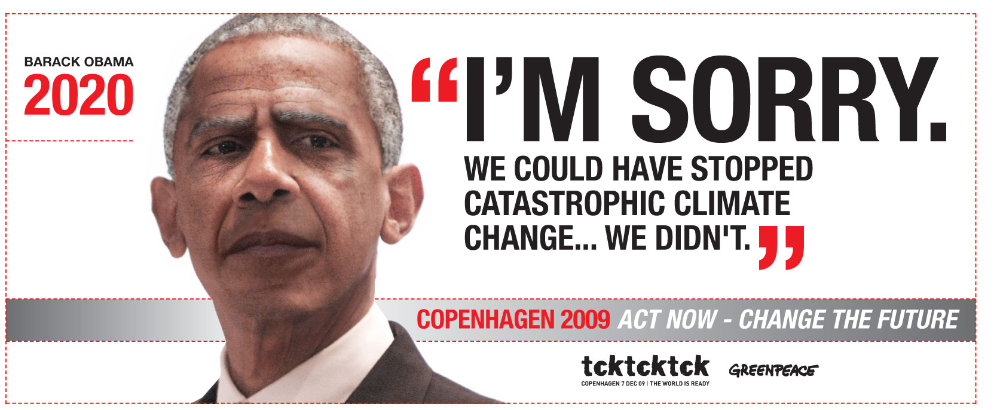 BARACK OBAMA
2020
“I’M SORRY.
WE COULD HAVE STOPPED
CATASTROPHIC CLIMATE
CHANGE... WE DIDN'T.”
COPENHAGEN 2009 ACT NOW - CHANGE THE FUTURE
tcktcktck
COPENHAGEN 7 DEC 09 | THE WORLD IS READY
GREENPEACE